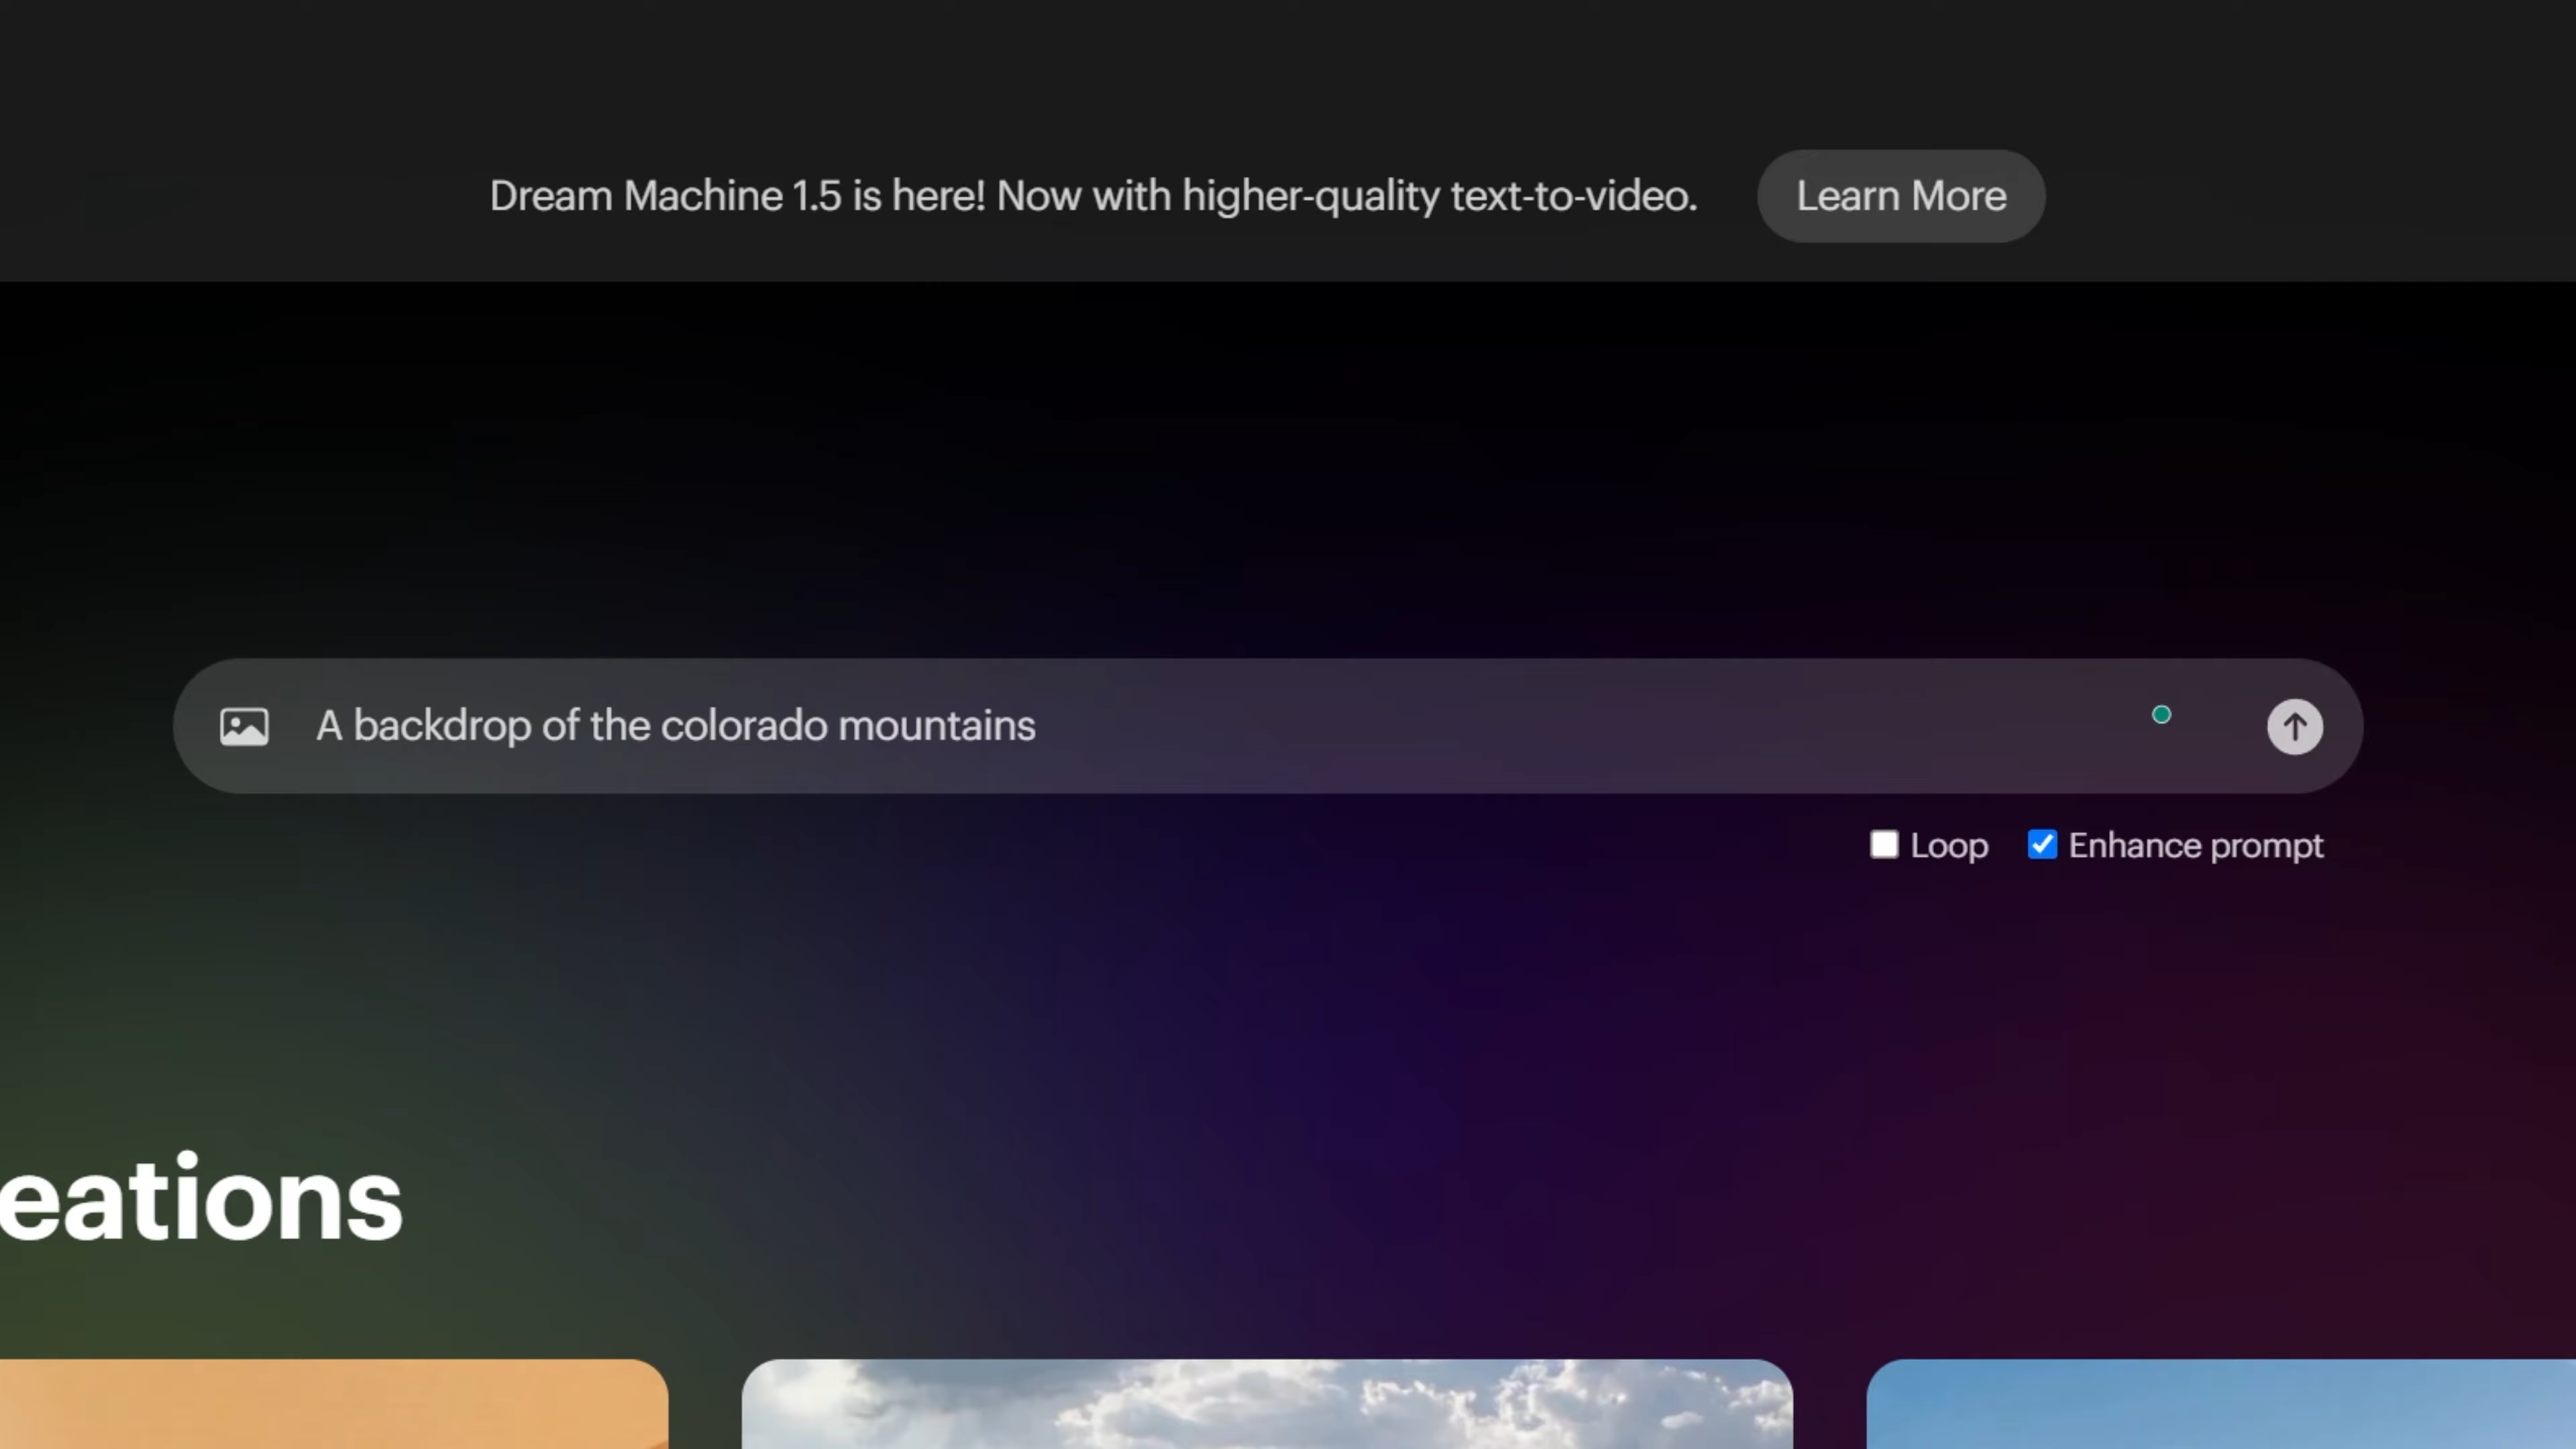 Dream Machine 1.5 is here! Now with higher-quality text-to-video. Learn More
A backdrop of the colorado mountains
Loop Enhance prompt
eations